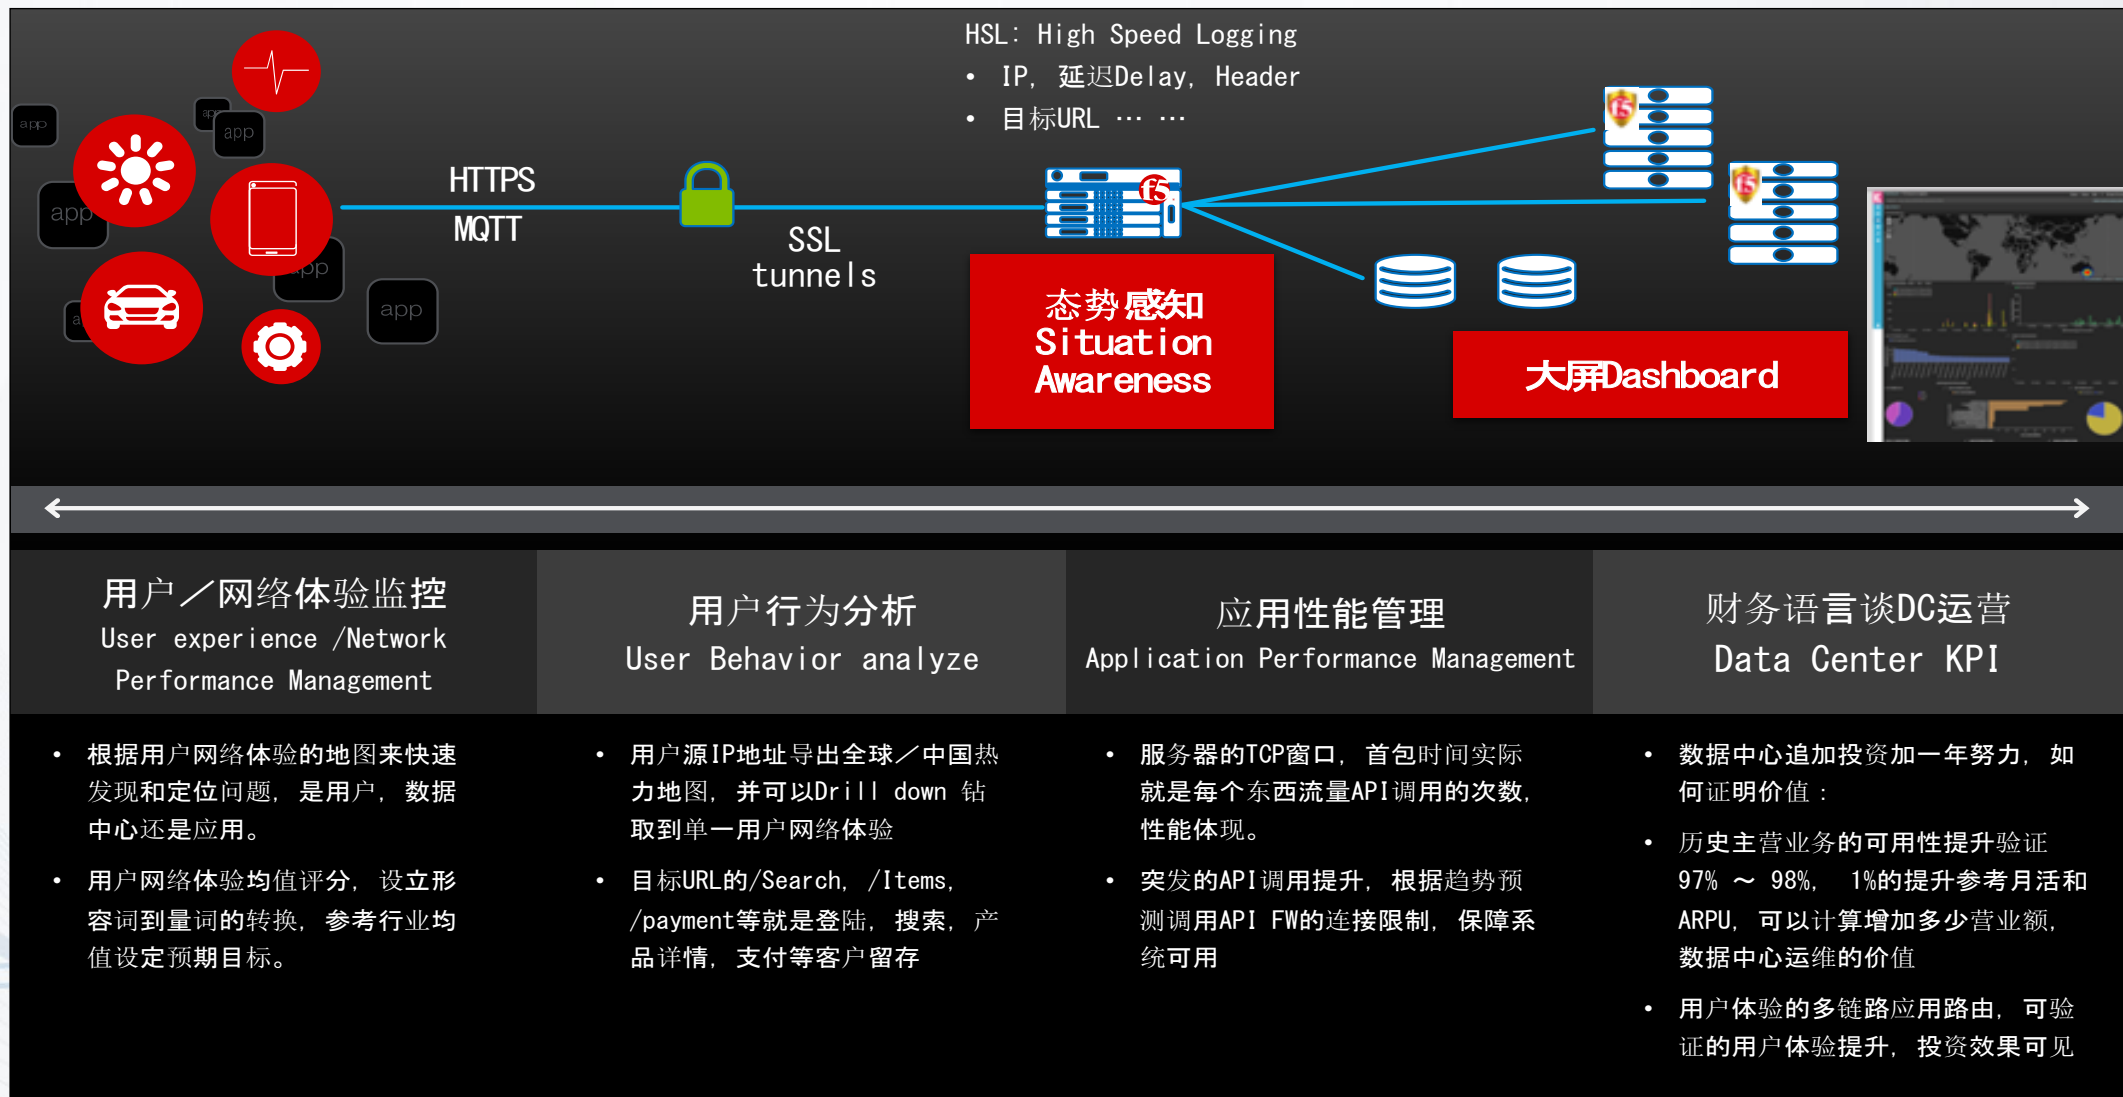 HSL: High Speed Logging
• IP, 延迟Delay, Header
• 目标URL … …
app
app
app
app
app
app
HTTPS
MQTT
SSL
tunnels
f5
f5
f5
态势感知
Situation
Awareness
大屏Dashboard
用户／网络体验监控
User experience /Network
Performance Management
用户行为分析
User Behavior analyze
应用性能管理
Application Performance Management
财务语言谈DC运营
Data Center KPI
• 根据用户网络体验的地图来快速
发现和定位问题, 是用户, 数据
中心还是应用。
• 用户网络体验均值评分, 设立形
容词到量词的转换, 参考行业均
值设定预期目标。
• 用户源IP地址导出全球／中国热
力地图, 并可以Drill down 钻
取到单一用户网络体验
• 目标URL的/Search, /Items,
/payment等就是登陆, 搜索, 产
品详情, 支付等客户留存
• 服务器的TCP窗口, 首包时间实际
就是每个东西流量API调用的次数,
性能体现。
• 突发的API调用提升, 根据趋势预
测调用API FW的连接限制, 保障系
统可用
• 数据中心追加投资加一年努力, 如
何证明价值：
• 历史主营业务的可用性提升验证
97% ～ 98%, 1%的提升参考月活和
ARPU, 可以计算增加多少营业额,
数据中心运维的价值
• 用户体验的多链路应用路由, 可验
证的用户体验提升, 投资效果可见